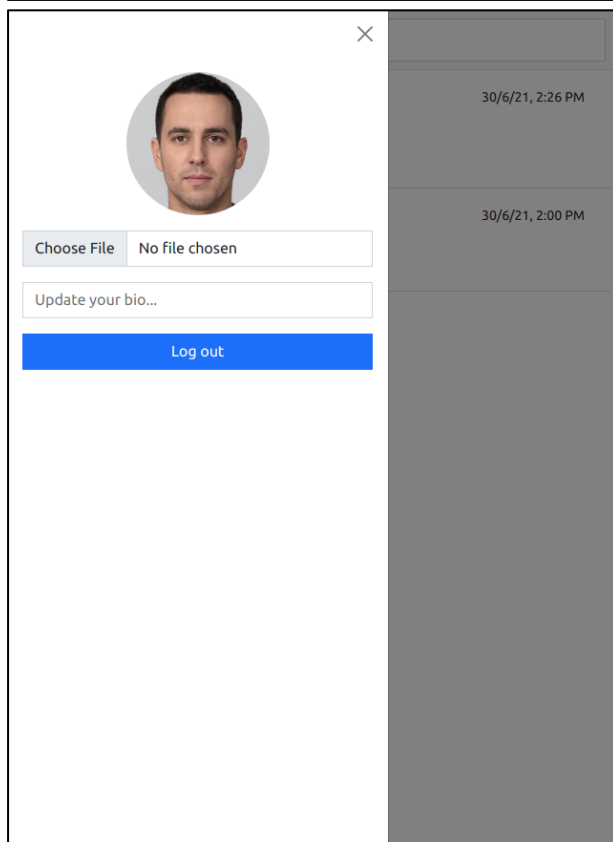 30/6/21, 2:26 PM
30/6/21, 2:00 PM
Choose File No file chosen
Update your bio...
Log out